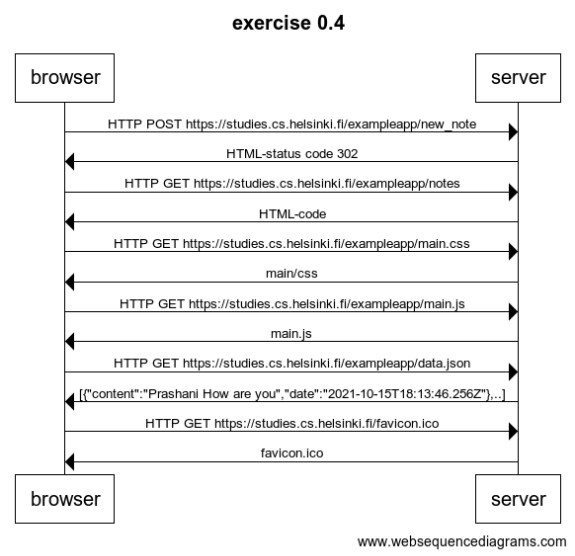 exercise 0.4
browser
server
HTTP POST https://studies.cs.helsinki.fi/exampleapp/new_note
HTML-status code 302
HTTP GET https://studies.cs.helsinki.fi/exampleapp/notes
HTML-code
HTTP GET https://studies.cs.helsinki.fi/exampleapp/main.css
main/css
HTTP GET https://studies.cs.helsinki.fi/exampleapp/main.js
main.js
HTTP GET https://studies.cs.helsinki.fi/exampleapp/data.json
[{"content":"Prashani How are you","date":"2021-10-15T18:13:46.256Z"},..]
HTTP GET https://studies.cs.helsinki.fi/favicon.ico
favicon.ico
browser
server
www.websequencediagrams.com